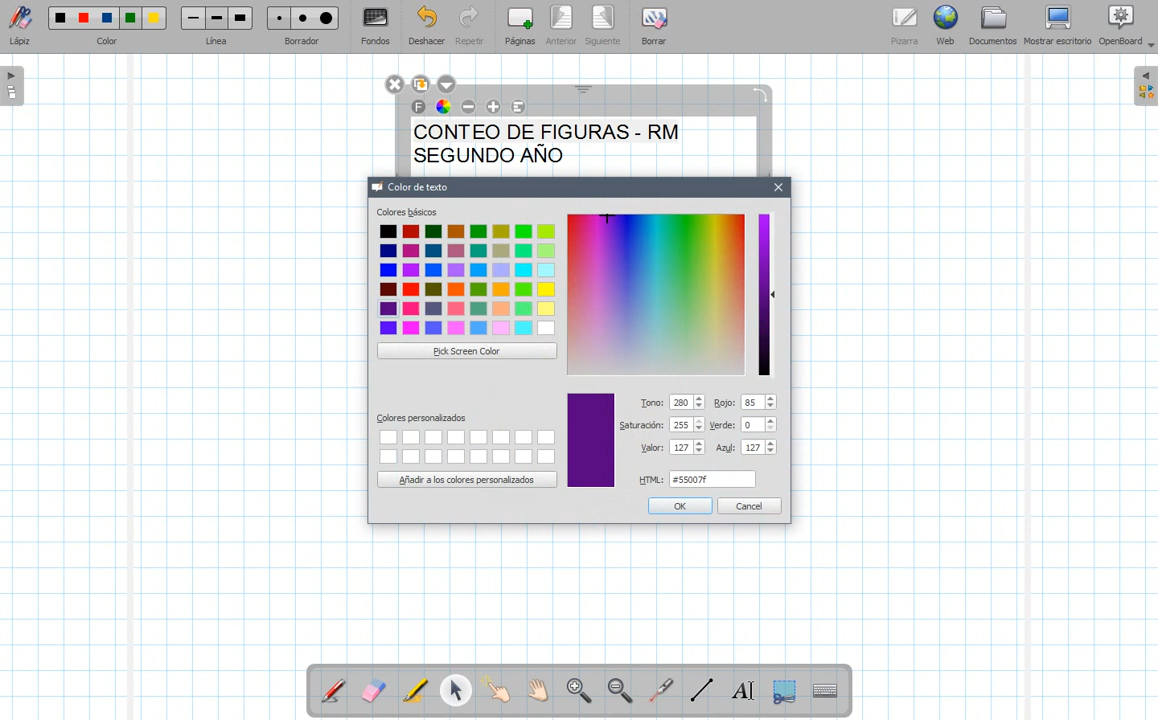 Lápiz
Color
Línea
Borrador
Fondos
Deshacer
Repetir
Páginas
Anterior
Siguiente
Borrar
Pizarra
Web
Documentos
Mostrar escritorio
OpenBoard
F
CONTEO DE FIGURAS - RM
SEGUNDO AÑO
Color de texto
Colores básicos
Pick Screen Color
Colores personalizados
Añadir a los colores personalizados
Tono: 280 Rojo: 85
Saturación: 255 Verde: 0
Valor: 127 Azul: 127
HTML: #55007f
OK Cancel
AI